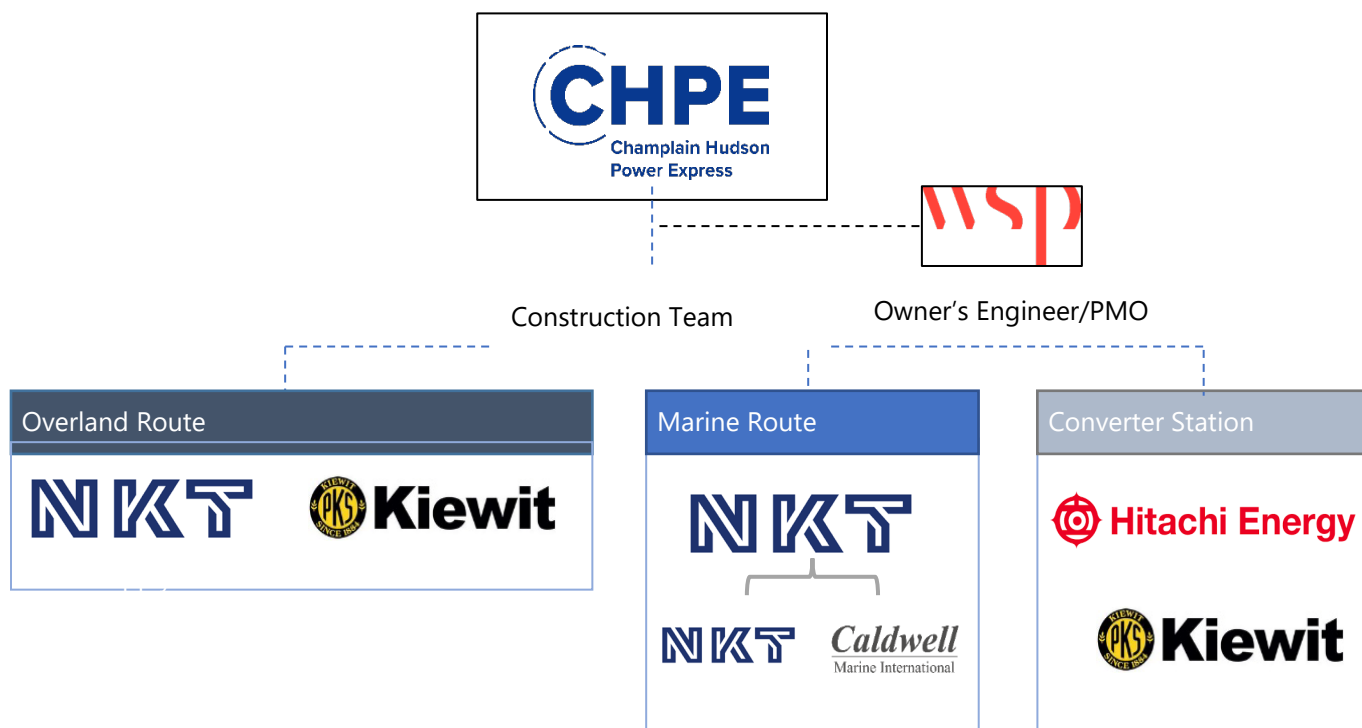 CHPE
Champlain Hudson
Power Express
wsp
Construction Team
Owner's Engineer/PMO
Overland Route
Marine Route
Converter Station
NKT
KIEWIT
PKS
SINCE 1884
Kiewit
NKT
Hitachi Energy
NKT
Caldwell
Marine International
KIEWIT
PKS
SINCE 1884
Kiewit